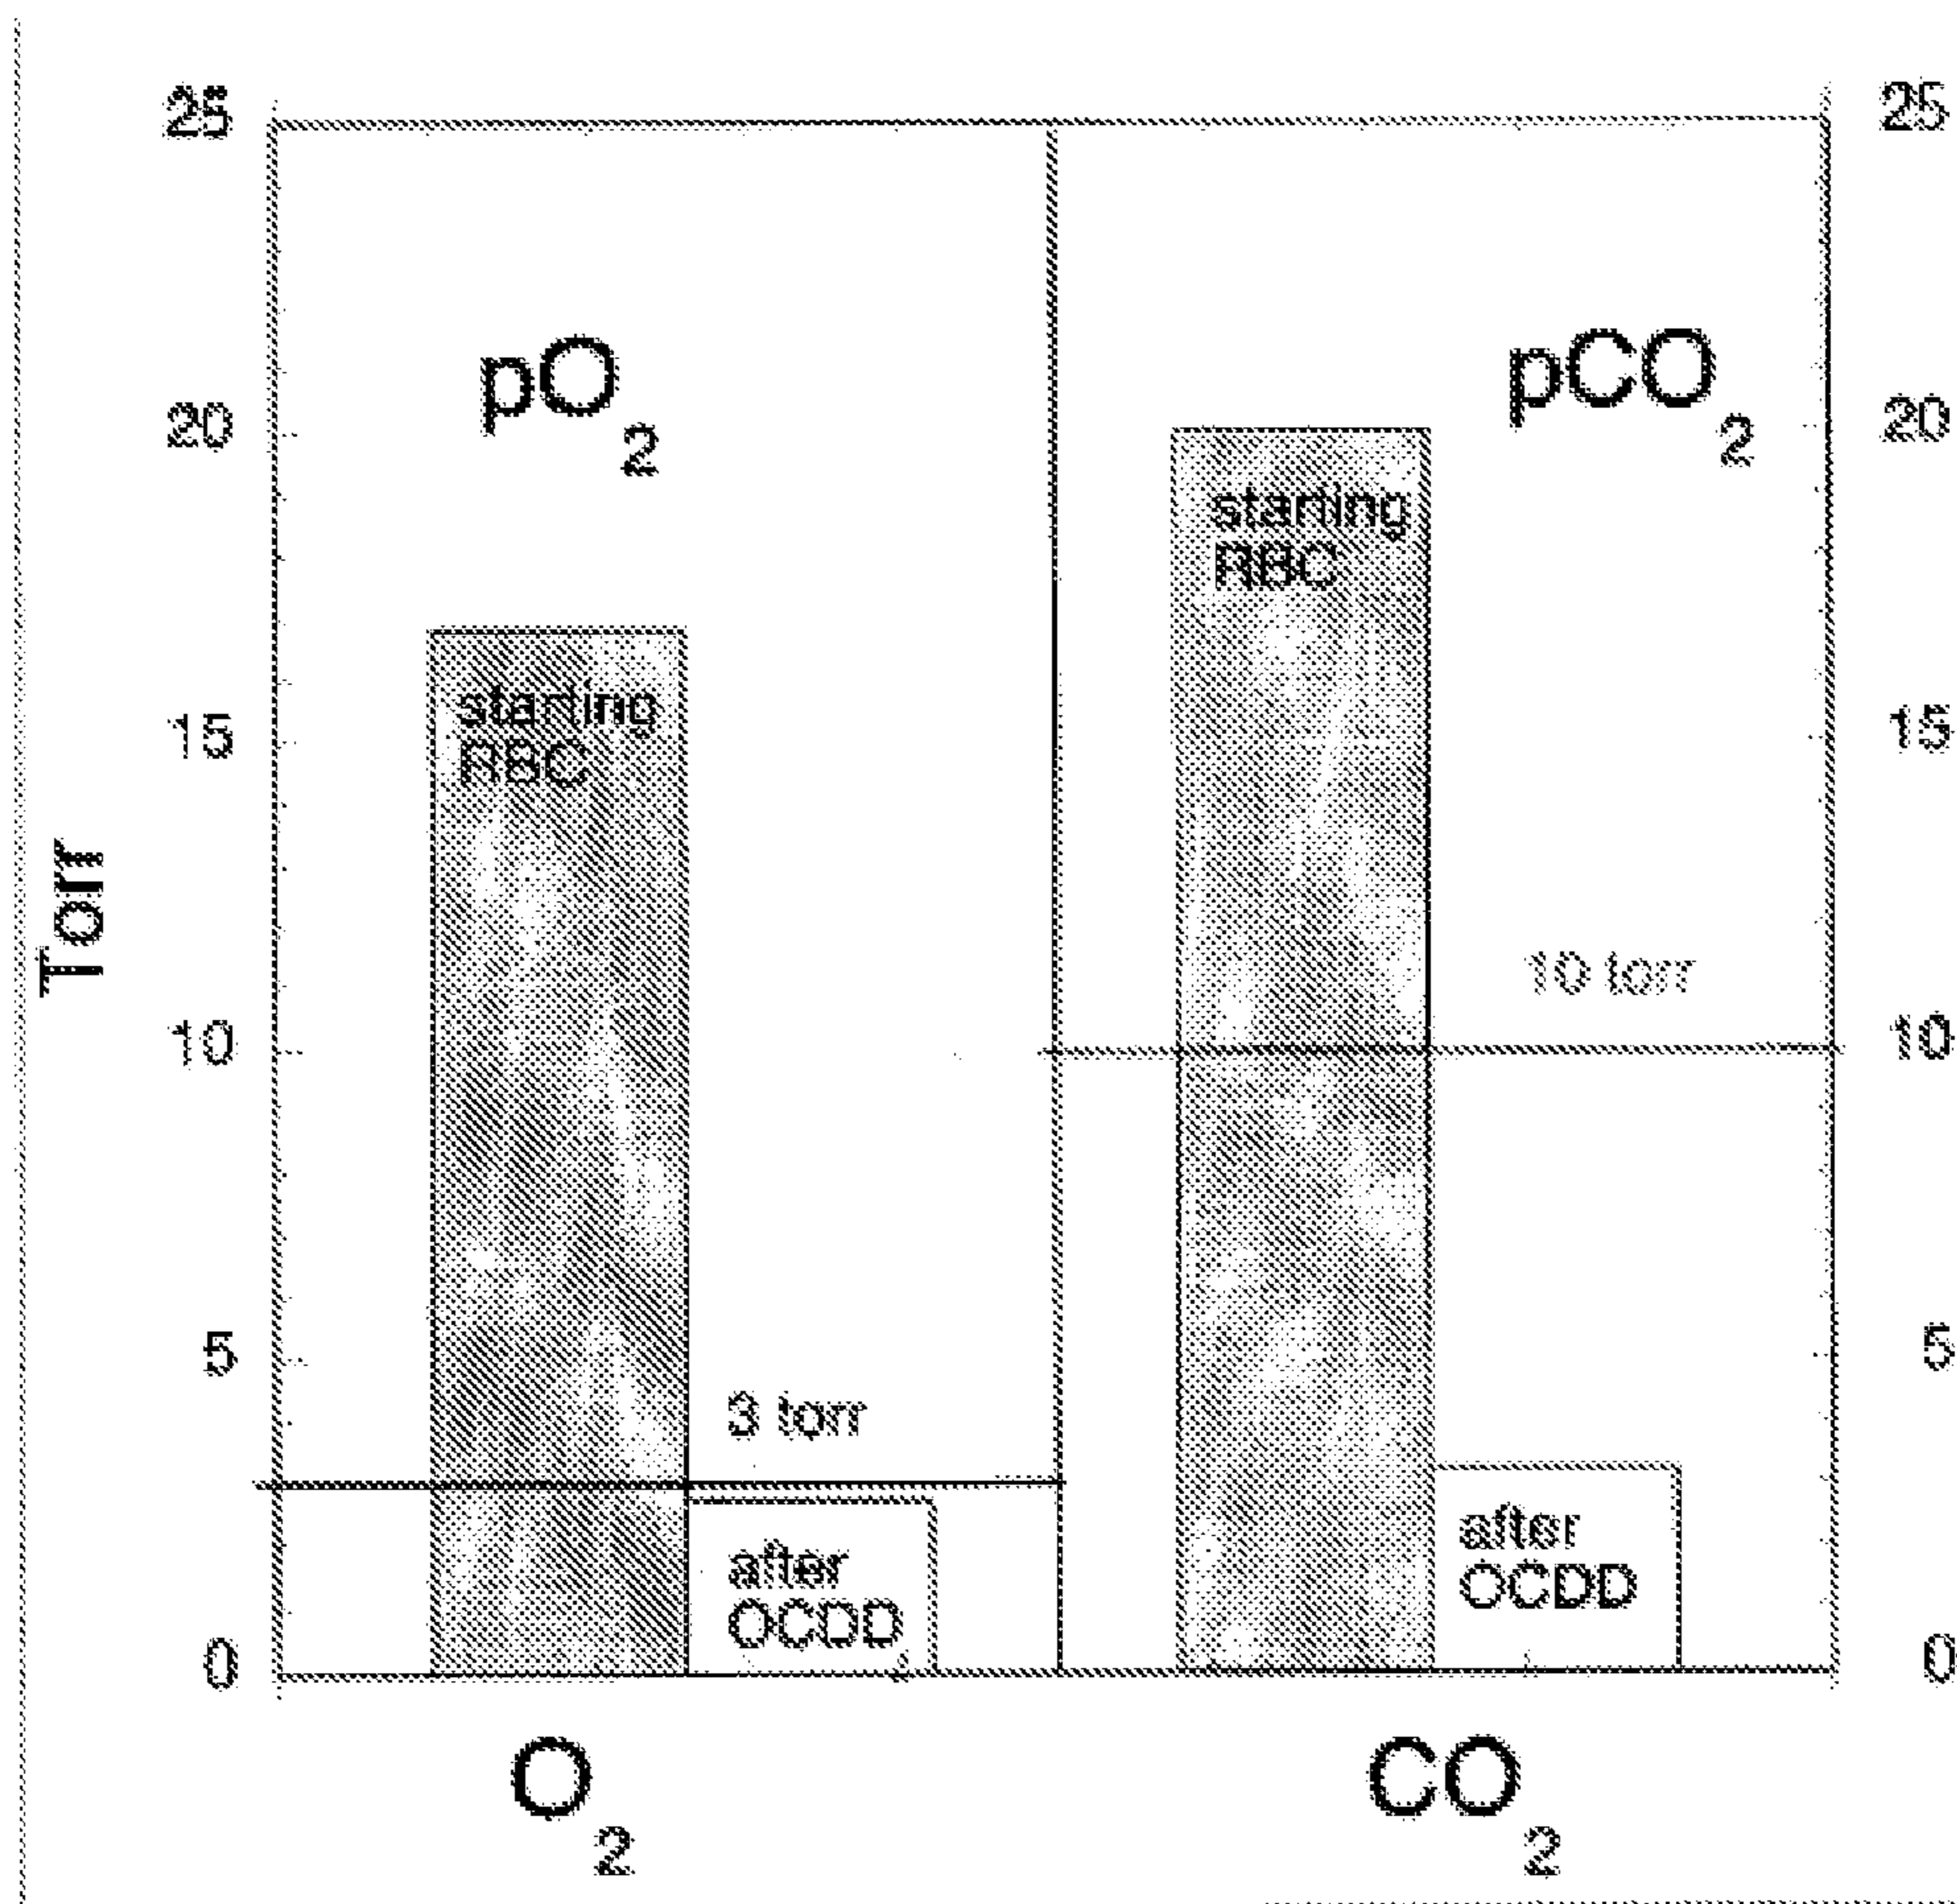 25
20
15
10
5
0
Torr
pO2
starting
RBC
3 torr
after
OCDD
O2
pCO2
starting
RBC
10 torr
after
OCDD
CO2
25
20
15
10
5
0